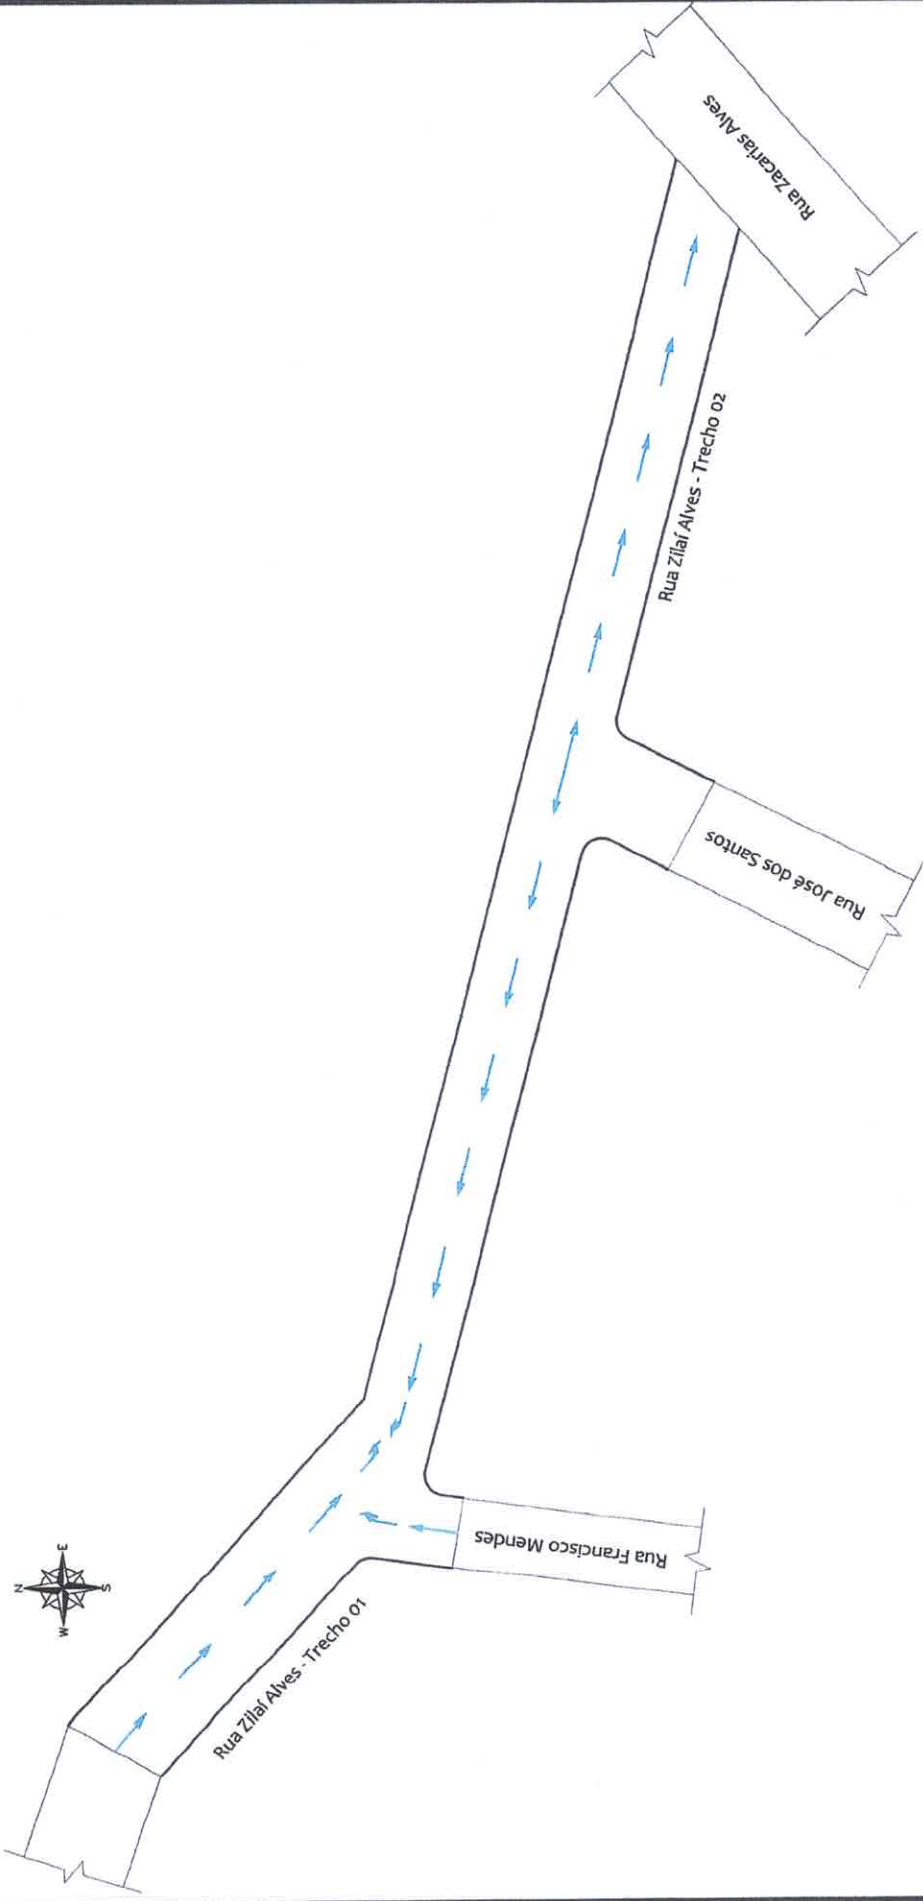 Rua Zacarias Alves
Rua Zilaí Alves - Trecho 02
Rua José dos Santos
Rua Francisco Mendes
Rua Zilaí Alves - Trecho 01
N
E
S
W